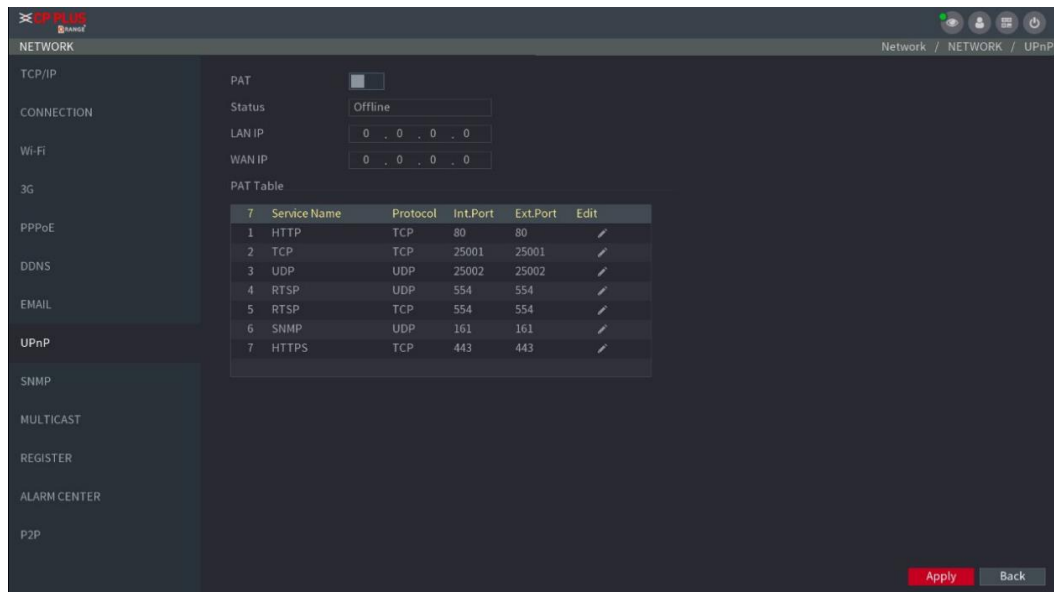 CP PLUS
ORANGE
NETWORK
Network / NETWORK / UPnP
TCP/IP
CONNECTION
Wi-Fi
3G
PPPoE
DDNS
EMAIL
UPnP
SNMP
MULTICAST
REGISTER
ALARM CENTER
P2P
PAT
Status Offline
LAN IP 0 . 0 . 0 . 0
WAN IP 0 . 0 . 0 . 0
PAT Table
7 Service Name Protocol Int.Port Ext.Port Edit
1 HTTP TCP 80 80
2 TCP TCP 25001 25001
3 UDP UDP 25002 25002
4 RTSP UDP 554 554
5 RTSP TCP 554 554
6 SNMP UDP 161 161
7 HTTPS TCP 443 443
Apply Back